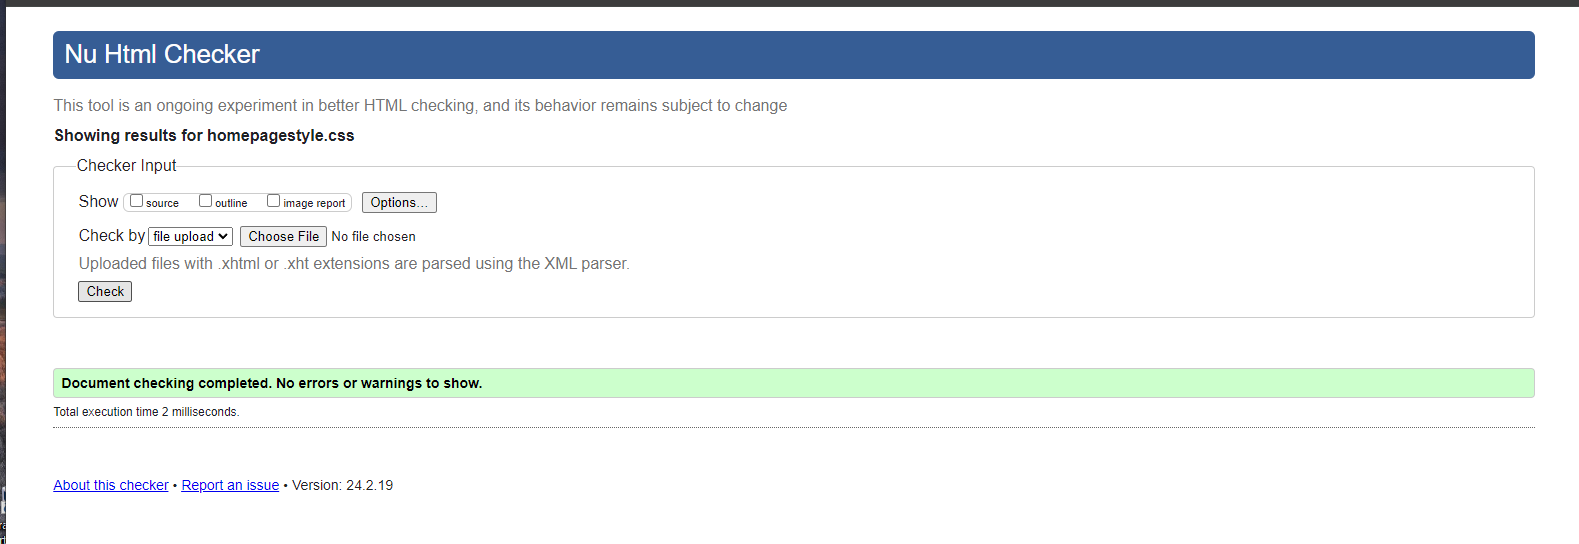 Nu Html Checker
This tool is an ongoing experiment in better HTML checking, and its behavior remains subject to change
Showing results for homepagestyle.css
Checker Input
Show source outline image report Options...
Check by file upload Choose File No file chosen
Uploaded files with .xhtml or .xht extensions are parsed using the XML parser.
Check
Document checking completed. No errors or warnings to show.
Total execution time 2 milliseconds.
About this checker • Report an issue • Version: 24.2.19